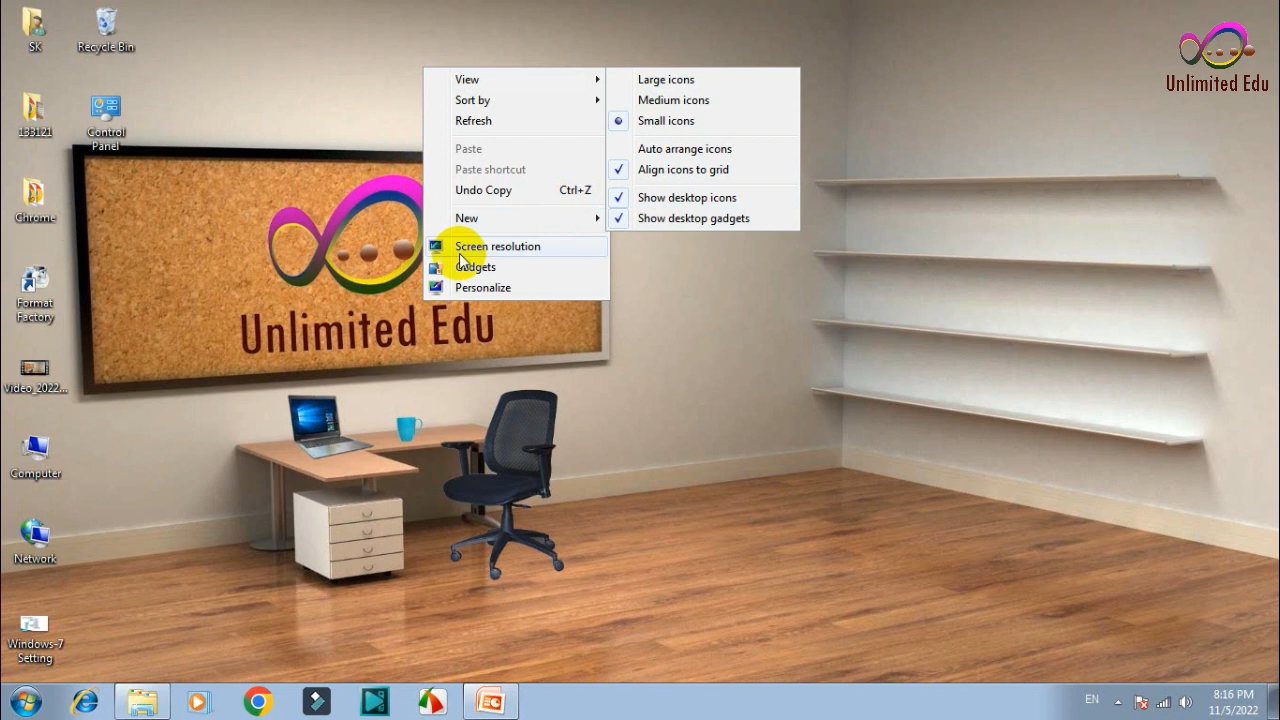 SK
Recycle Bin
133121
Control
Panel
Chrome
Format
Factory
Video_2022...
Computer
Network
Windows-7
Setting
View
Sort by
Refresh
Paste
Paste shortcut
Undo Copy Ctrl+Z
New
Screen resolution
Gadgets
Personalize
Large icons
Medium icons
Small icons
Auto arrange icons
Align icons to grid
Show desktop icons
Show desktop gadgets
Unlimited Edu
Unlimited Edu
EN
8:16 PM
11/5/2022